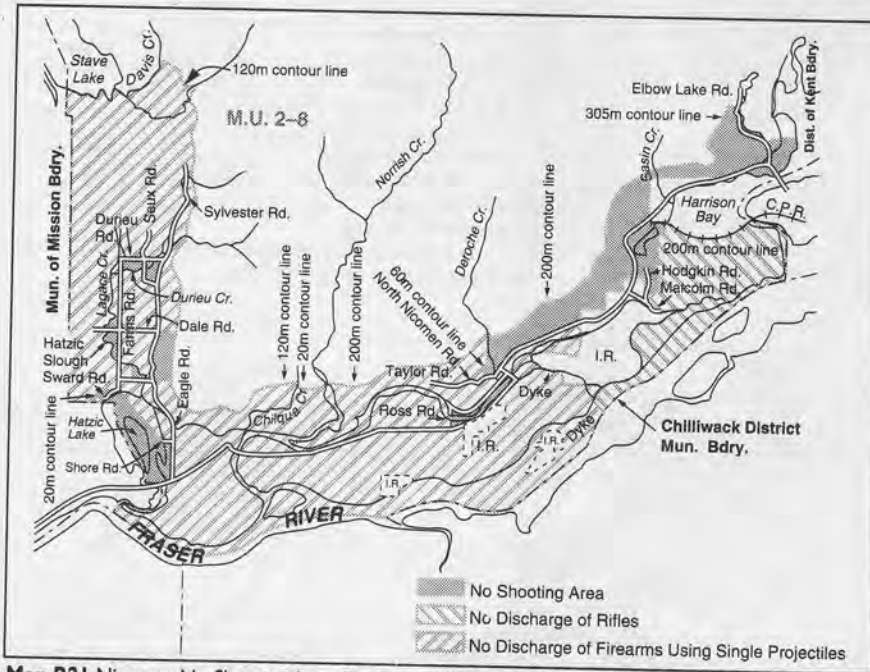 Stave
Lake
Davis Cr.
120m contour line
M.U. 2-8
Mun. of Mission Bdry.
Durieu
Rd.
Seux Rd.
Sylvester Rd.
Lagace Cr.
Farms Rd.
Durieu Cr.
Dale Rd.
Hatzic
Slough
Sward Rd.
Eagle Rd.
20m contour line
Hatzic
Lake
Shore Rd.
120m contour line
20m contour line
Chilqua Cr.
200m contour line
Norrish Cr.
Deroche Cr.
60m contour line
North Nicomen Rd.
Taylor Rd.
Ross Rd.
Dyke
200m contour line
Elbow Lake Rd.
305m contour line
Dist. of Kent Bdry.
Harrison
Bay
C.P.R.
200m contour line
Hodgkin Rd.
Malcolm Rd.
I.R.
I.R.
I.R.
I.R.
Dyke
Chilliwack District
Mun. Bdry.
FRASER
RIVER
No Shooting Area
No Discharge of Rifles
No Discharge of Firearms Using Single Projectiles